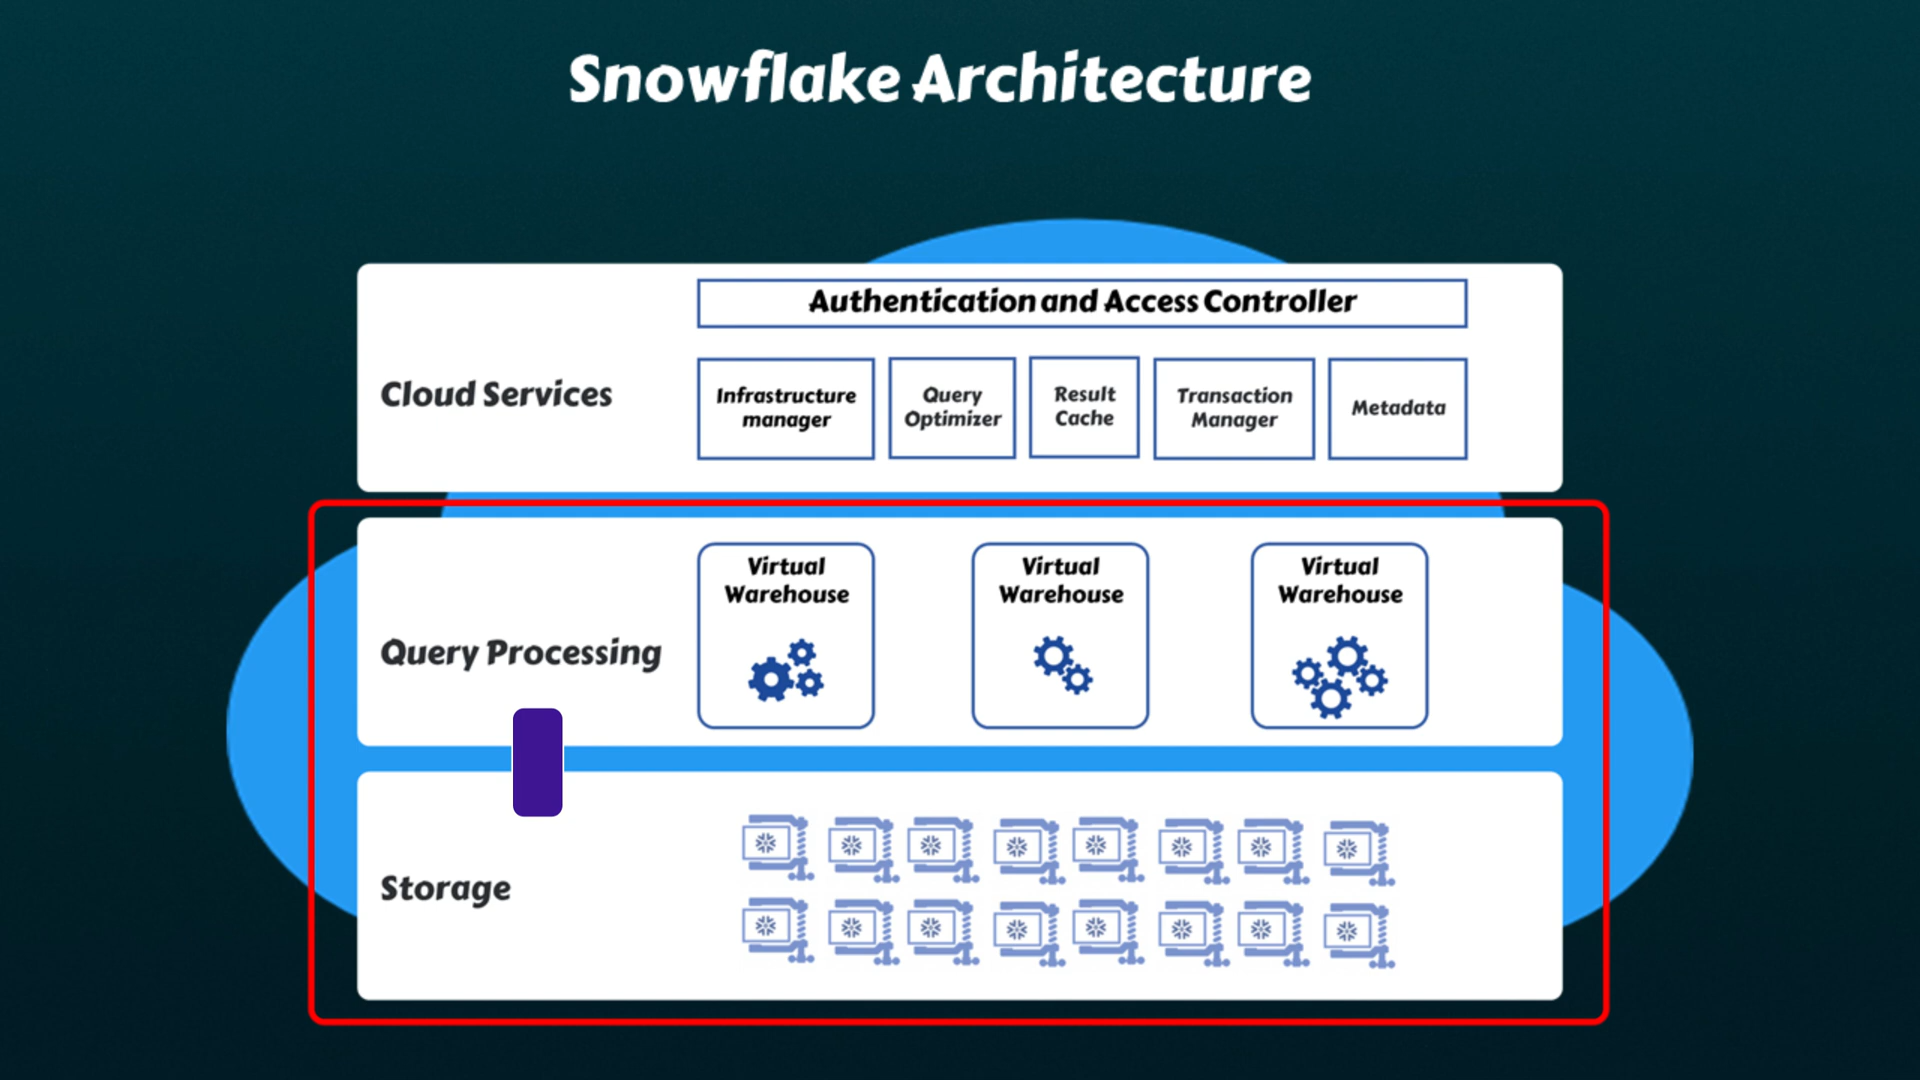 Snowflake Architecture
Authentication and Access Controller
Cloud Services
Infrastructure
manager
Query
Optimizer
Result
Cache
Transaction
Manager
Metadata
Query Processing
Virtual
Warehouse
Virtual
Warehouse
Virtual
Warehouse
Storage